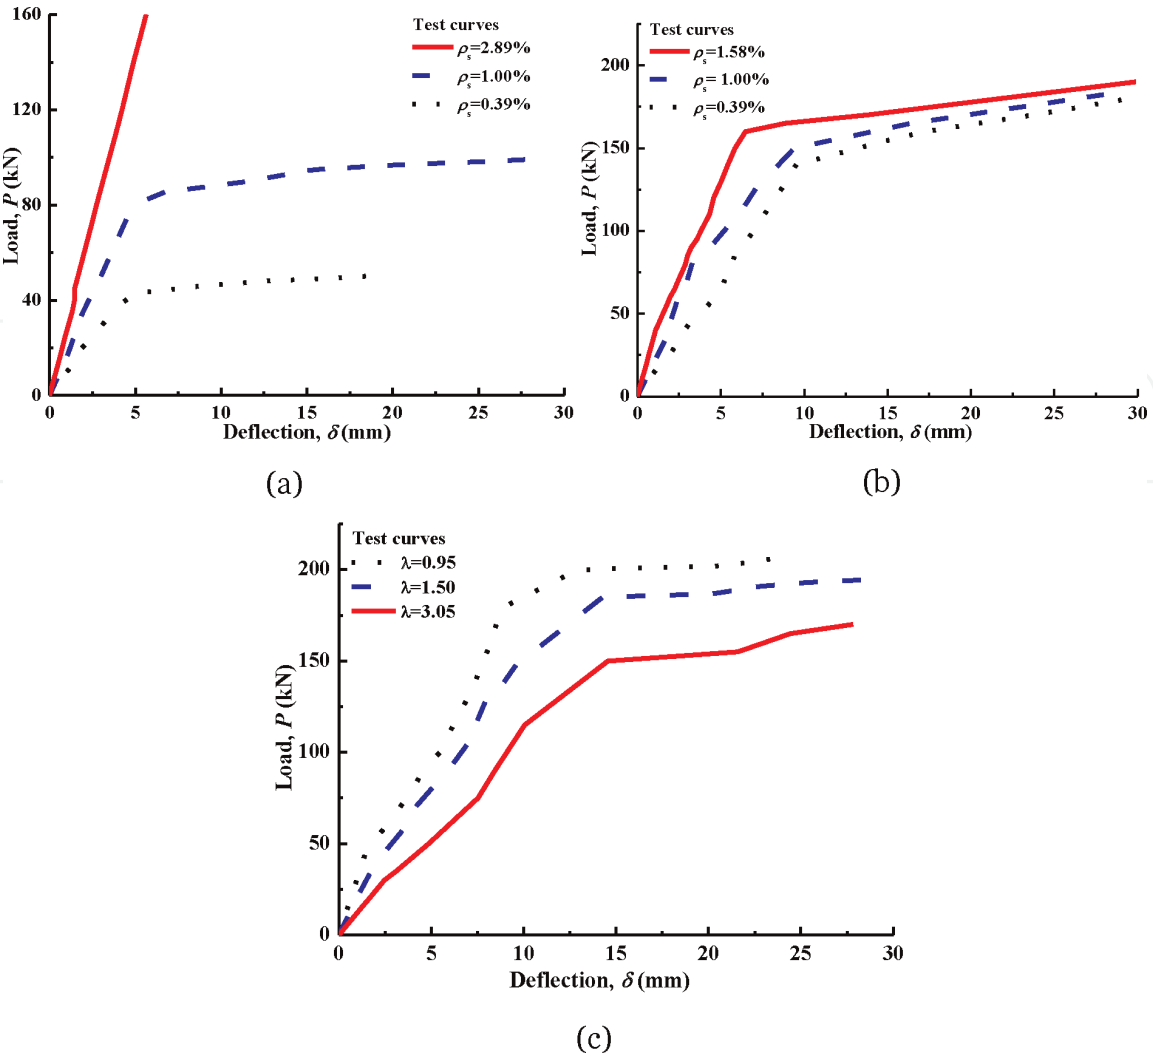 Test curves
ρs=2.89%
ρs=1.00%
ρs=0.39%
160
120
80
40
0
Load, P (kN)
0 5 10 15 20 25 30
Deflection, δ (mm)
(a)
Test curves
ρs=1.58%
ρs= 1.00%
ρs=0.39%
200
150
100
50
0
Load, P (kN)
0 5 10 15 20 25 30
Deflection, δ (mm)
(b)
Test curves
λ=0.95
λ=1.50
λ=3.05
200
150
100
50
0
Load, P (kN)
0 5 10 15 20 25 30
Deflection, δ (mm)
(c)